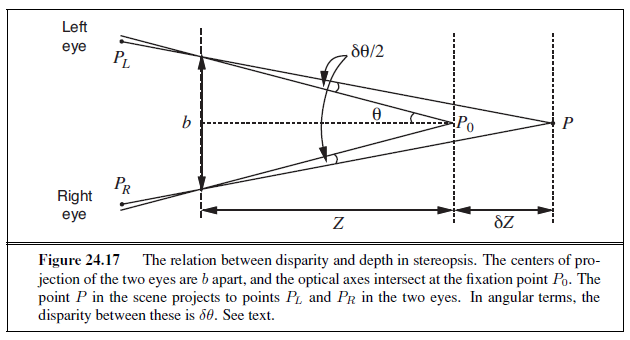 Left
eye
P_L
δθ/2
θ
b
P_0
P
Right
eye
P_R
Z
δZ
Figure 24.17 The relation between disparity and depth in stereopsis. The centers of pro-
jection of the two eyes are b apart, and the optical axes intersect at the fixation point P_0. The
point P in the scene projects to points P_L and P_R in the two eyes. In angular terms, the
disparity between these is δθ. See text.